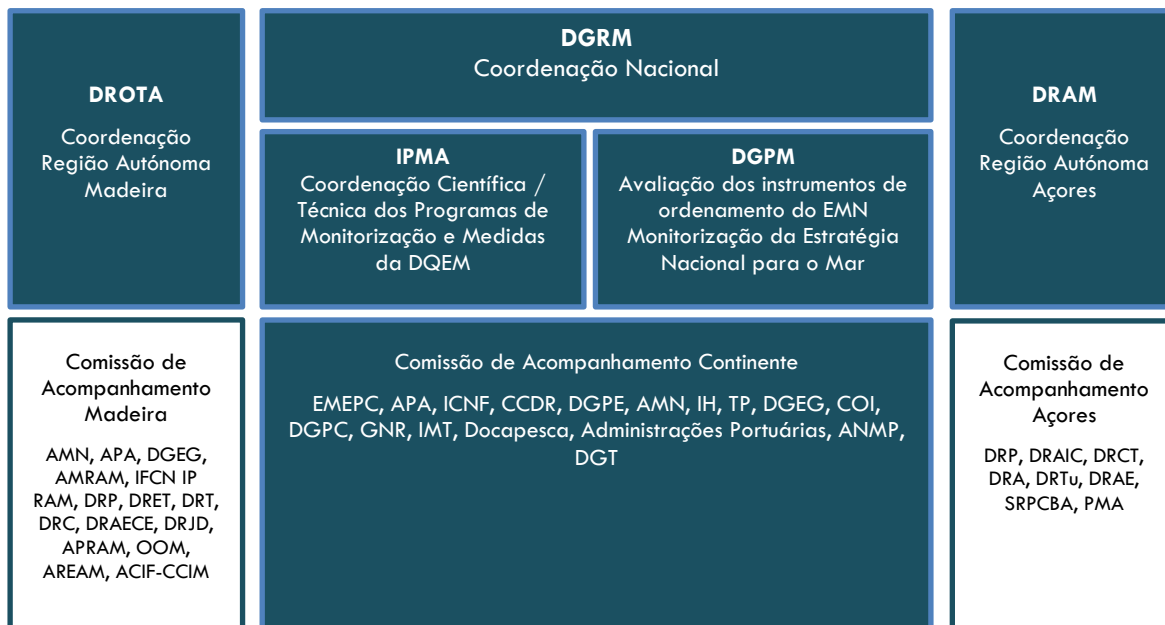 DROTA
Coordenação
Região Autónoma
Madeira
DGRM
Coordenação Nacional
IPMA
Coordenação Científica /
Técnica dos Programas de
Monitorização e Medidas
da DQEM
DGPM
Avaliação dos instrumentos de
ordenamento do EMN
Monitorização da Estratégia
Nacional para o Mar
DRAM
Coordenação
Região Autónoma
Açores
Comissão de
Acompanhamento
Madeira
AMN, APA, DGEG,
AMRAM, IFCN IP
RAM, DRP, DRET, DRT,
DRC, DRAECE, DRJD,
APRAM, OOM,
AREAM, ACIF-CCIM
Comissão de Acompanhamento Continente
EMEPC, APA, ICNF, CCDR, DGPE, AMN, IH, TP, DGEG, COI,
DGPC, GNR, IMT, Docapesca, Administrações Portuárias, ANMP,
DGT
Comissão de
Acompanhamento
Açores
DRP, DRAIC, DRCT,
DRA, DRTu, DRAE,
SRPCBA, PMA